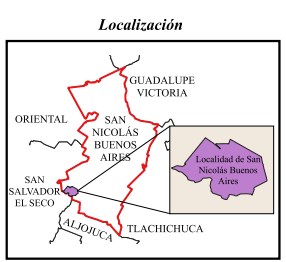 Localización
GUADALUPE
VICTORIA
ORIENTAL
SAN
NICOLÁS
BUENOS
AIRES
Localidad de San
Nicolás Buenos
Aires
SAN
SALVADOR
EL SECO
ALJOJUCA
TLACHICHUCA